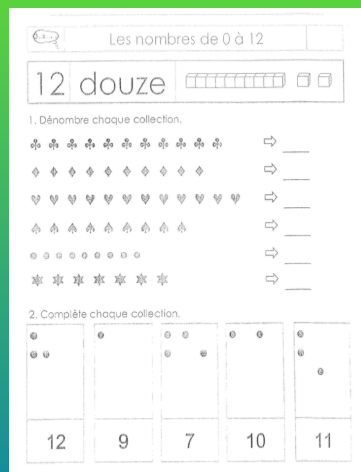 Les nombres de 0 à 12
12 douze
1. Dénombre chaque collection.
2. Complète chaque collection.
12 9 7 10 11